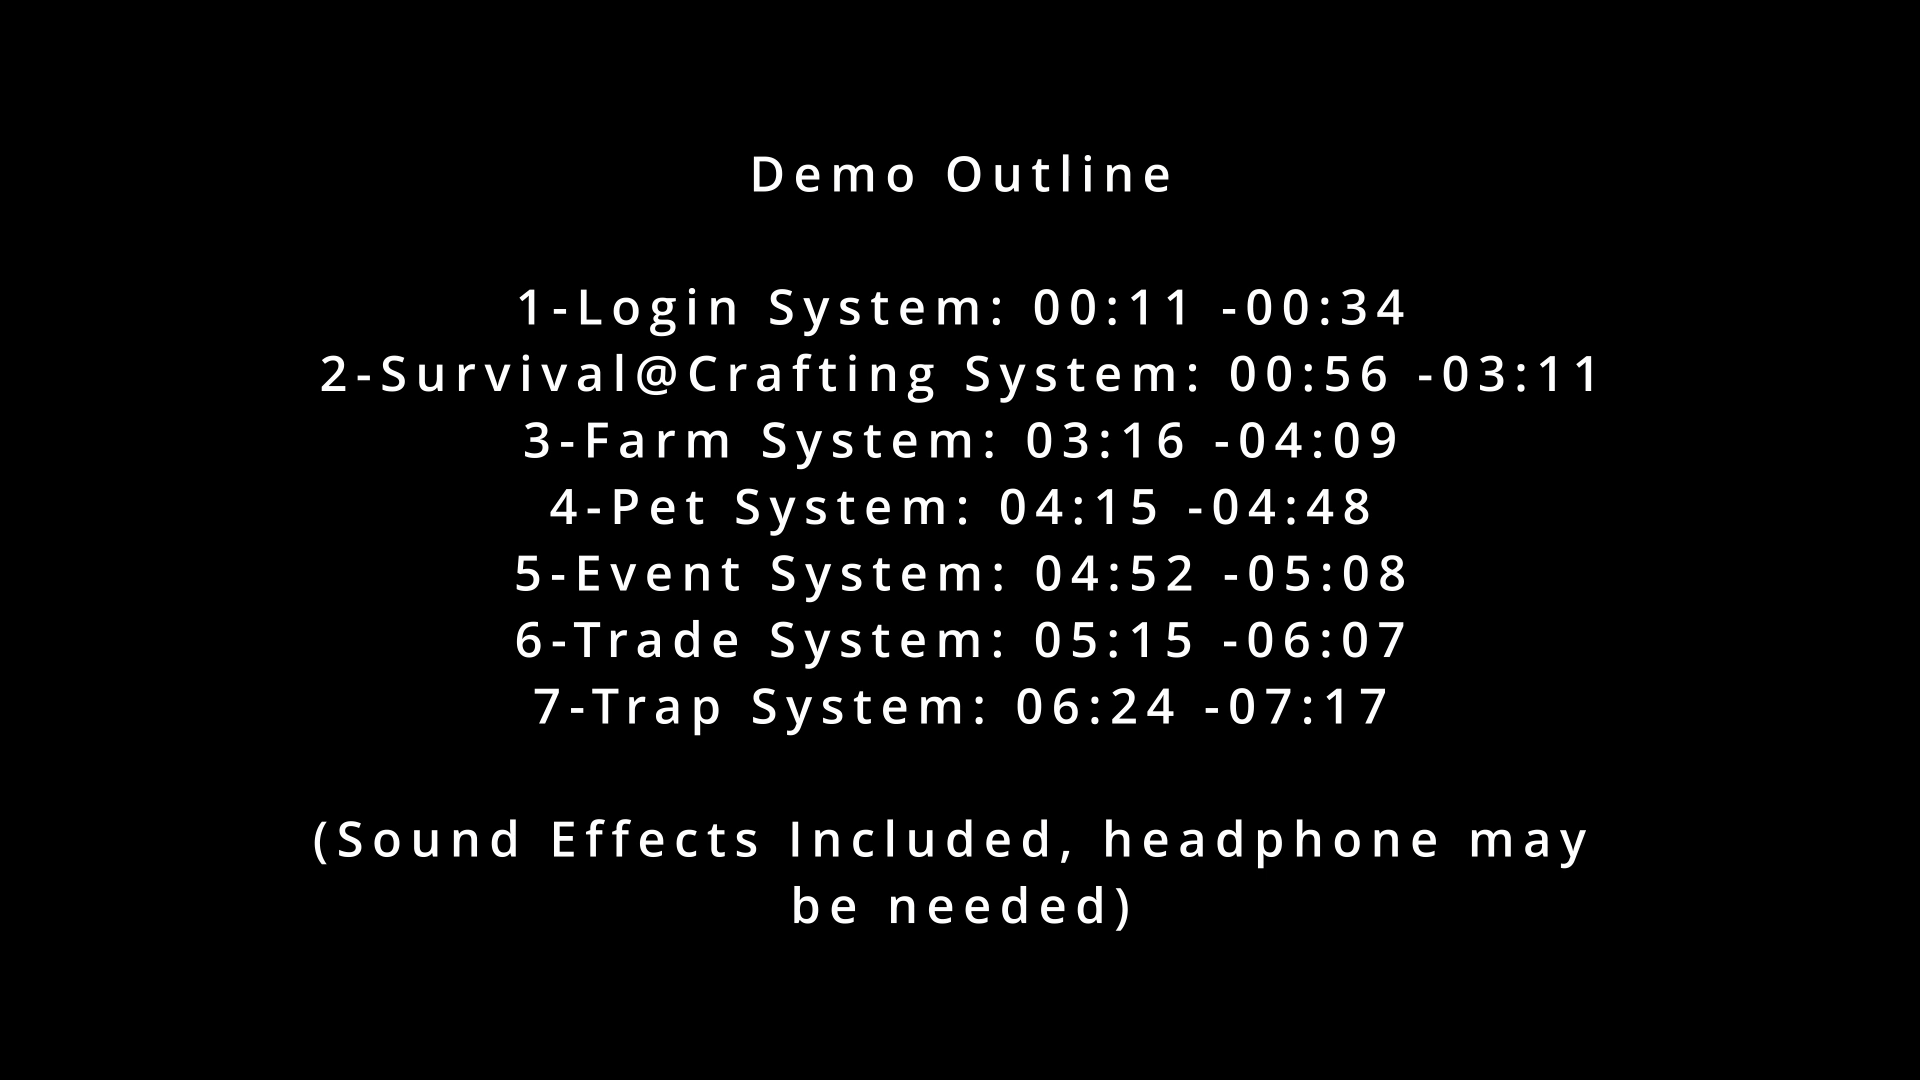 Demo Outline
1-Login System: 00:11 -00:34
2-Survival@Crafting System: 00:56 -03:11
3-Farm System: 03:16 -04:09
4-Pet System: 04:15 -04:48
5-Event System: 04:52 -05:08
6-Trade System: 05:15 -06:07
7-Trap System: 06:24 -07:17
(Sound Effects Included, headphone may
be needed)